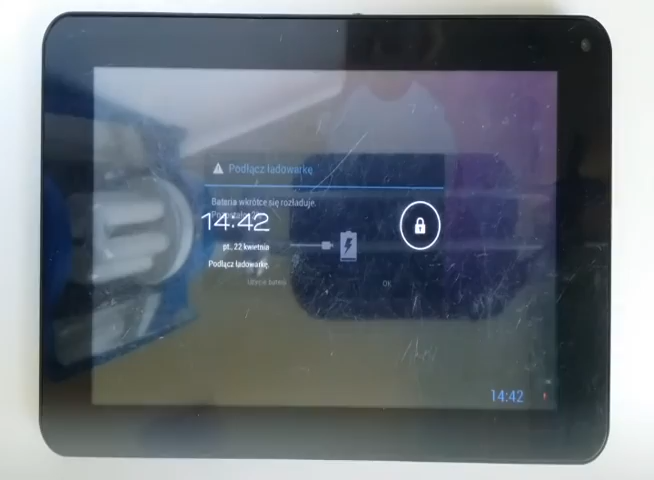 Podłącz ładowarkę
Bateria wkrótce się rozładuje.
14:42
pt., 22 kwietnia
Podłącz ładowarkę.
OK
14:42